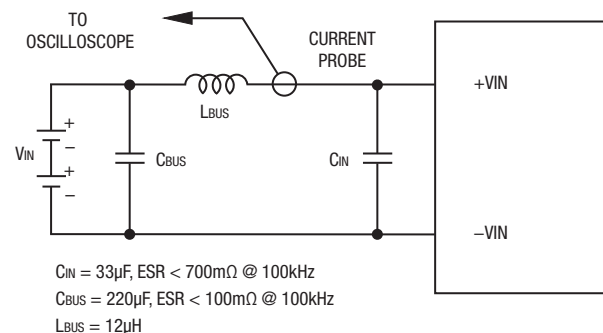 TO
OSCILLOSCOPE
CURRENT
PROBE
+VIN
LBUS
+
VIN
−
+
−
CBUS
CIN
−VIN
CIN = 33µF, ESR < 700mΩ @ 100kHz
CBUS = 220µF, ESR < 100mΩ @ 100kHz
LBUS = 12µH